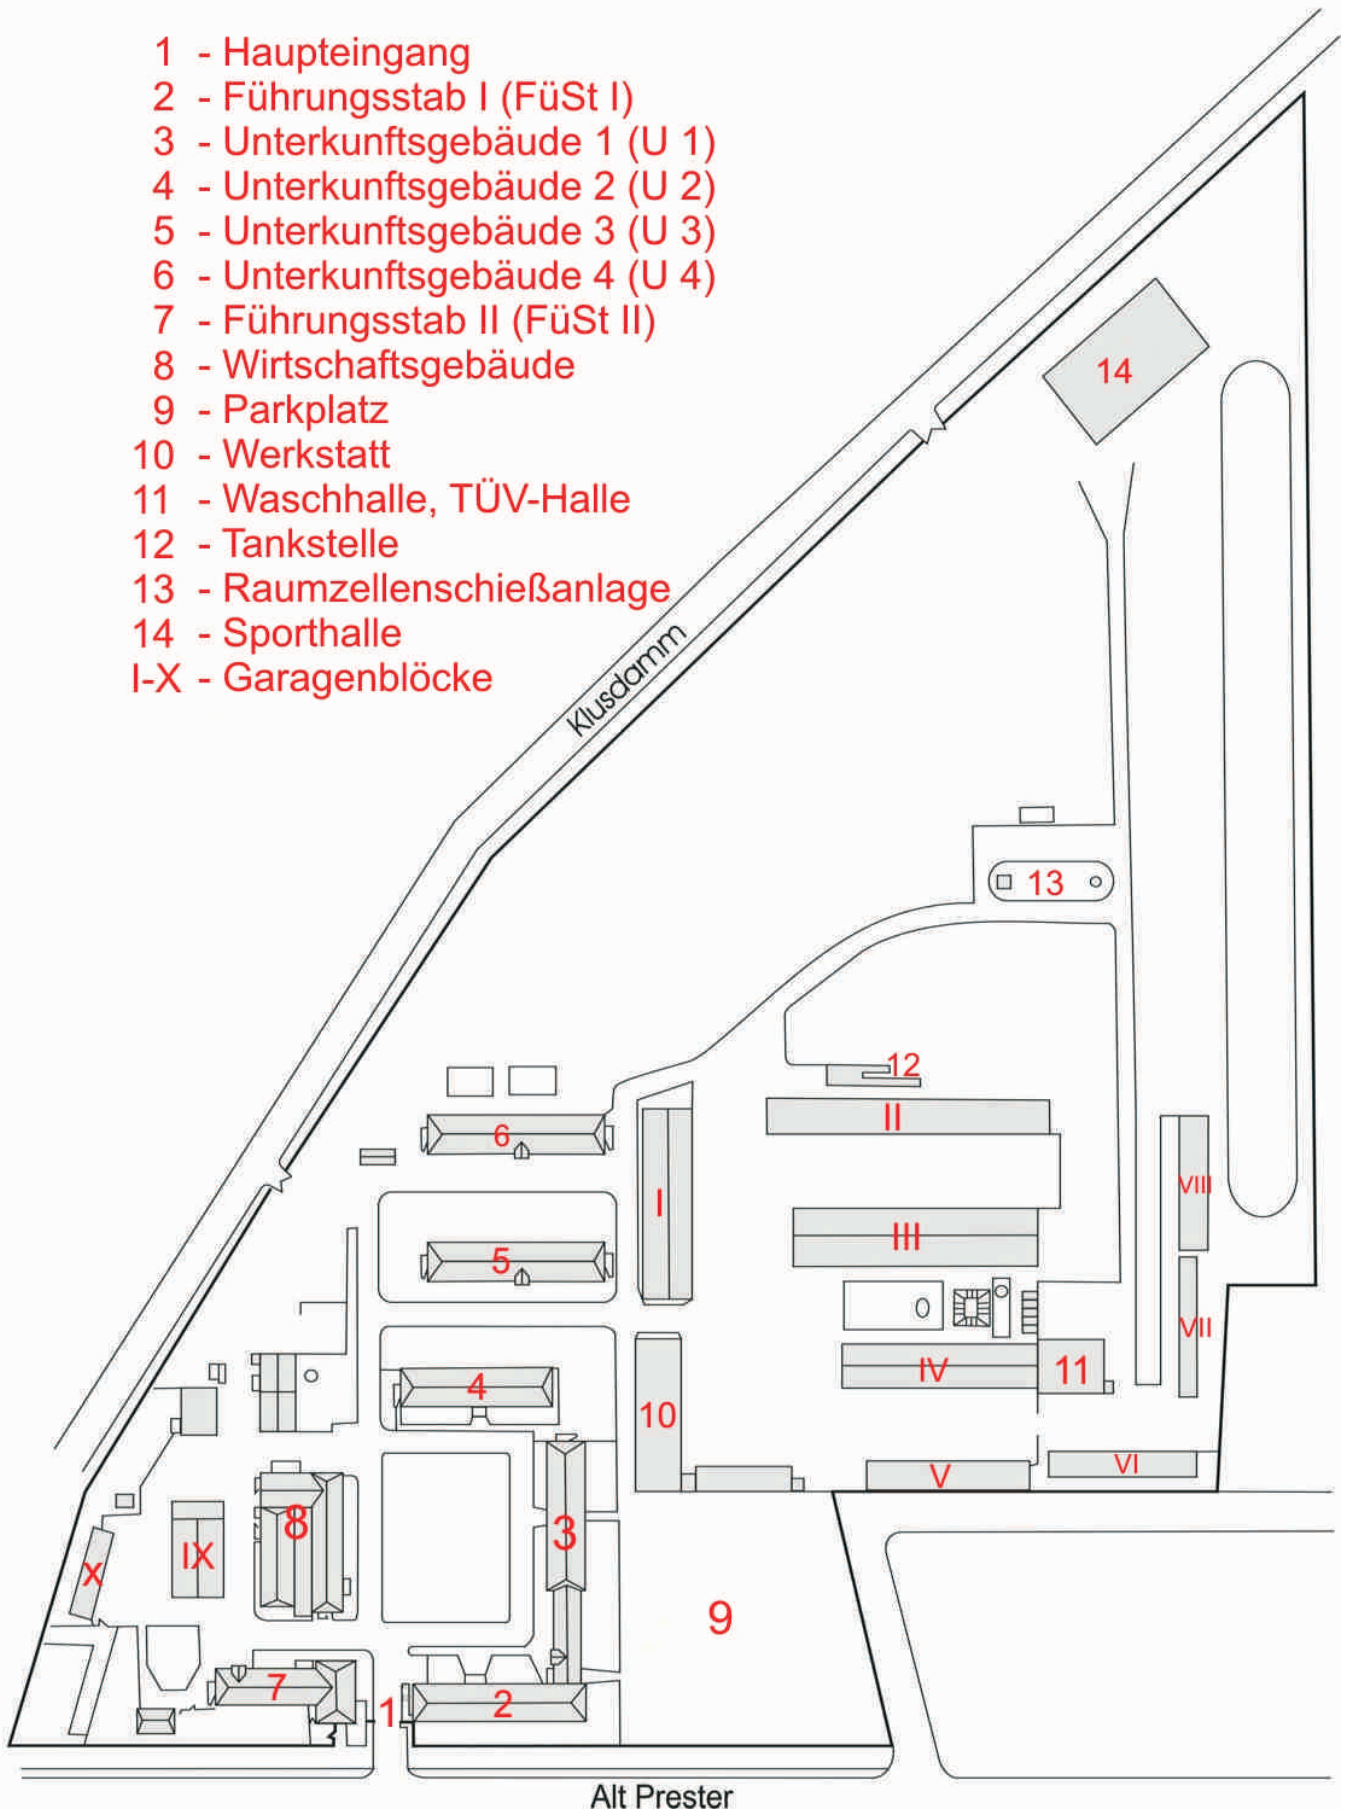 1 - Haupteingang
2 - Führungsstab I (FüSt I)
3 - Unterkunftsgebäude 1 (U 1)
4 - Unterkunftsgebäude 2 (U 2)
5 - Unterkunftsgebäude 3 (U 3)
6 - Unterkunftsgebäude 4 (U 4)
7 - Führungsstab II (FüSt II)
8 - Wirtschaftsgebäude
9 - Parkplatz
10 - Werkstatt
11 - Waschhalle, TÜV-Halle
12 - Tankstelle
13 - Raumzellenschießanlage
14 - Sporthalle
I-X - Garagenblöcke
14
Klusdamm
13
12
II
6
I
VIII
III
5
VII
IV
11
4
10
VI
V
8
3
IX
X
9
7
2
1
Alt Prester